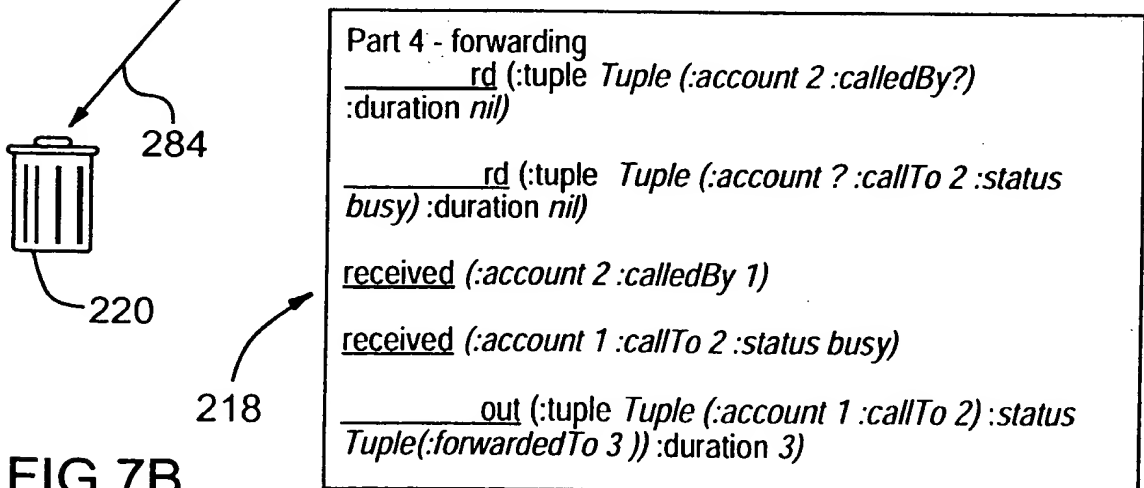 Part 4 - forwarding
rd (:tuple Tuple (:account 2 :calledBy?)
:duration nil)
rd (:tuple Tuple (:account ? :callTo 2 :status
busy) :duration nil)
received (:account 2 :calledBy 1)
received (:account 1 :callTo 2 :status busy)
out (:tuple Tuple (:account 1 :callTo 2) :status
Tuple(:forwardedTo 3 )) :duration 3)
284
220
218
FIG 7B